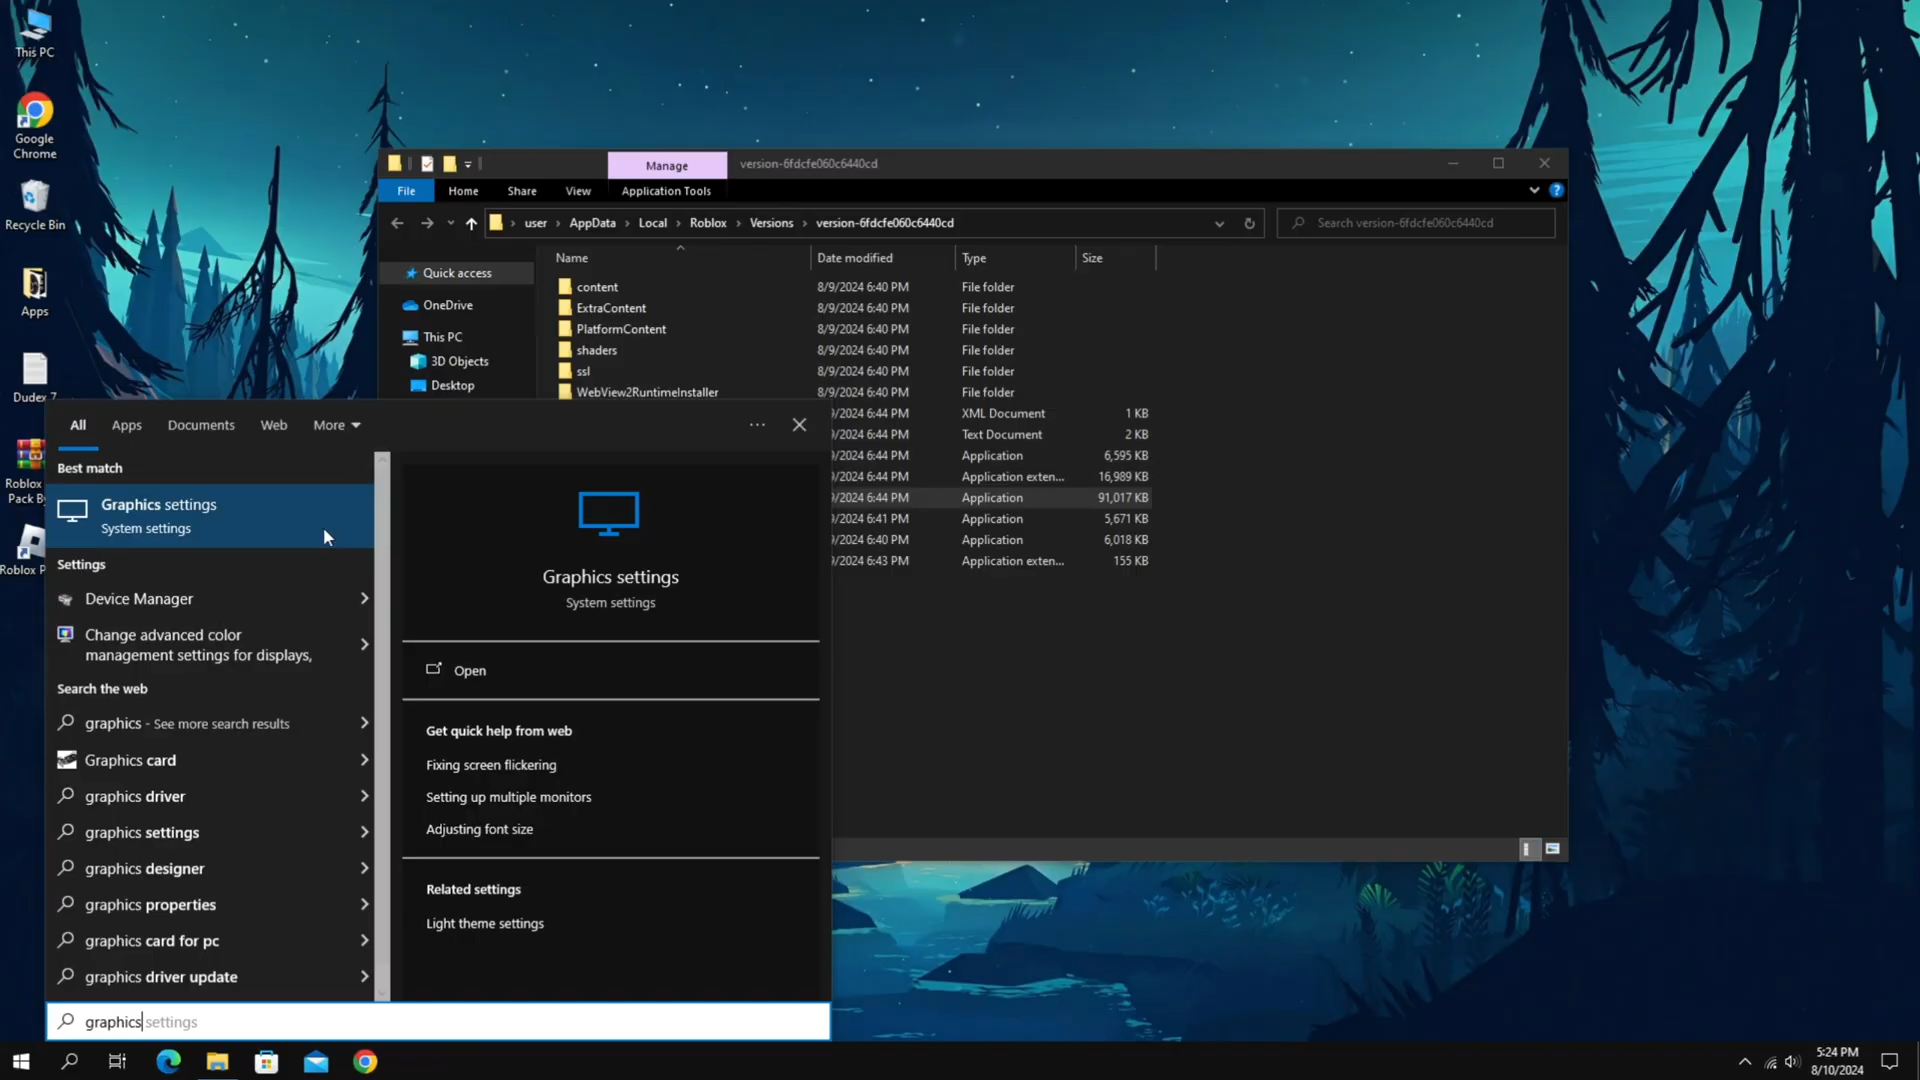 This PC
Google
Chrome
Recycle Bin
Apps
Dudex 7
Roblox
Pack By
Roblox P
Manage
version-6fdcfe060c6440cd
File
Home
Share
View
Application Tools
user
AppData
Local
Roblox
Versions
version-6fdcfe060c6440cd
Search version-6fdcfe060c6440cd
Quick access
OneDrive
This PC
3D Objects
Desktop
Name Date modified Type Size
content 8/9/2024 6:40 PM File folder
ExtraContent 8/9/2024 6:40 PM File folder
PlatformContent 8/9/2024 6:40 PM File folder
shaders 8/9/2024 6:40 PM File folder
ssl 8/9/2024 6:40 PM File folder
WebView2RuntimeInstaller 8/9/2024 6:40 PM File folder
9/2024 6:44 PM XML Document 1 KB
9/2024 6:44 PM Text Document 2 KB
9/2024 6:44 PM Application 6,595 KB
9/2024 6:44 PM Application exten... 16,989 KB
9/2024 6:44 PM Application 91,017 KB
9/2024 6:41 PM Application 5,671 KB
9/2024 6:40 PM Application 6,018 KB
9/2024 6:43 PM Application exten... 155 KB
All Apps Documents Web More
Best match
Graphics settings
System settings
Settings
Device Manager
Change advanced color
management settings for displays,
Search the web
graphics - See more search results
Graphics card
graphics driver
graphics settings
graphics designer
graphics properties
graphics card for pc
graphics driver update
Graphics settings
System settings
Open
Get quick help from web
Fixing screen flickering
Setting up multiple monitors
Adjusting font size
Related settings
Light theme settings
graphics settings
5:24 PM
8/10/2024